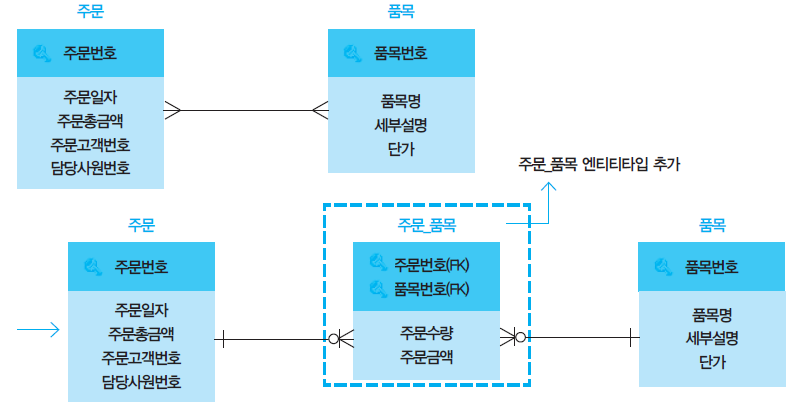 주문
품목
주문번호
주문일자
주문총금액
주문고객번호
담당사원번호
품목번호
품목명
세부설명
단가
주문_품목 엔티티타입 추가
주문
주문번호
주문일자
주문총금액
주문고객번호
담당사원번호
주문_품목
주문번호(FK)
품목번호(FK)
주문수량
주문금액
품목
품목번호
품목명
세부설명
단가